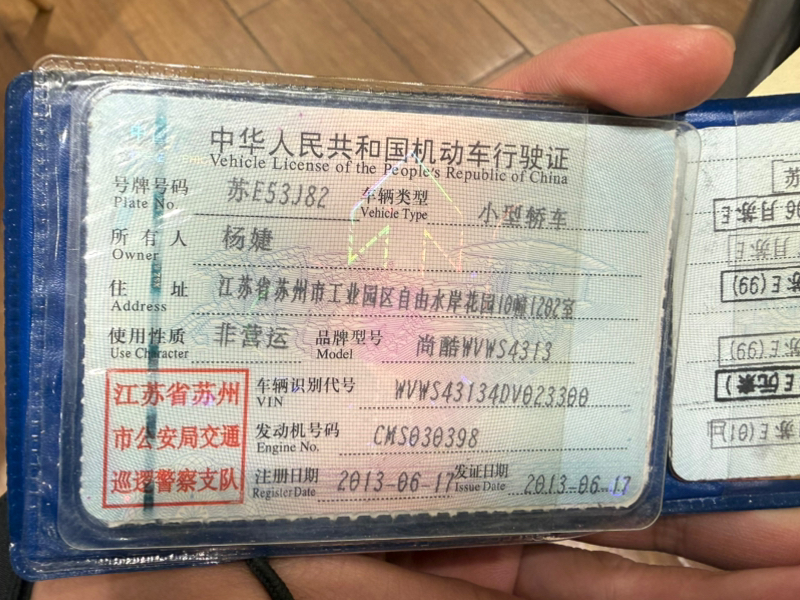 中华人民共和国机动车行驶证
Vehicle License of the People's Republic of China
号牌号码 苏E53J82 车辆类型 小型轿车
Plate No. Vehicle Type
所有人 杨婕
Owner
住址 江苏省苏州市工业园区自由水岸花园10幢1202室
Address
使用性质 非营运 品牌型号 尚酷WVWS4313
Use Character Model
江苏省苏州
市公安局交通
巡逻警察支队
车辆识别代号 WVWS43134DV023300
VIN
发动机号码 CMS030398
Engine No.
注册日期 2013-06-17 发证日期 2013-06-17
Register Date Issue Date